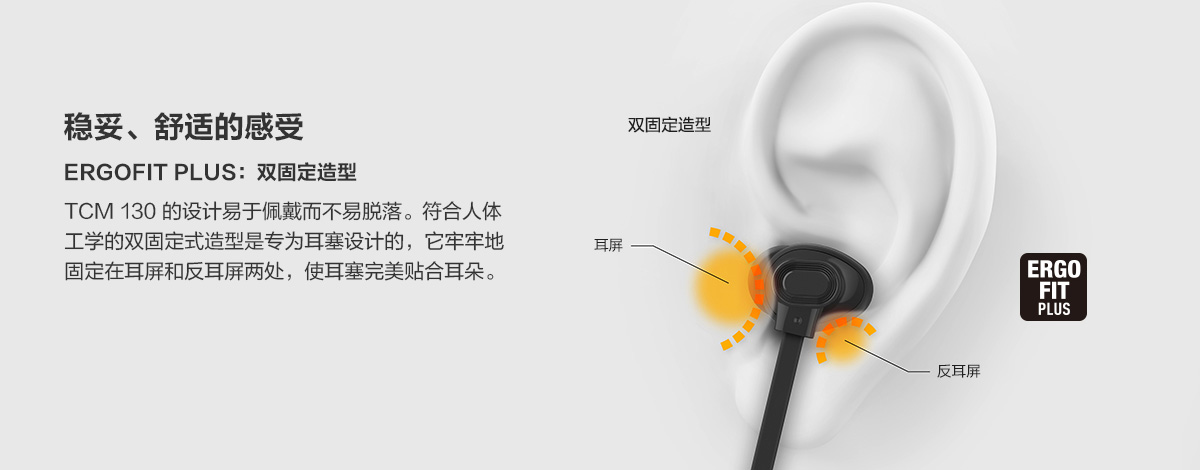 稳妥、舒适的感受
ERGOFIT PLUS：双固定造型
TCM 130 的设计易于佩戴而不易脱落。符合人体
工学的双固定式造型是专为耳塞设计的，它牢牢地
固定在耳屏和反耳屏两处，使耳塞完美贴合耳朵。
双固定造型
耳屏
反耳屏
ERGO
FIT
PLUS